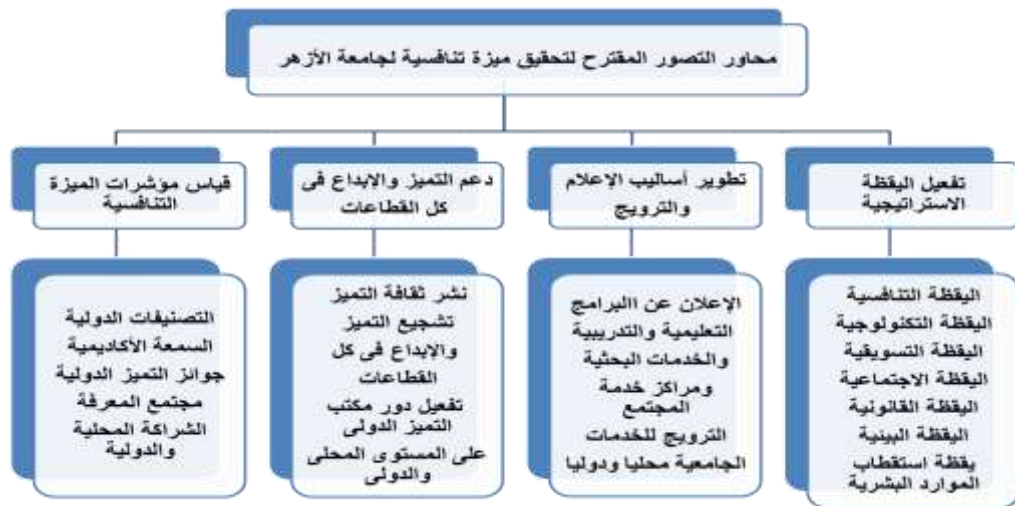 محاور التصور المقترح لتحقيق ميزة تنافسية لجامعة الأزهر
تفعيل اليقظة
الاستراتيجية
اليقظة التنافسية
اليقظة التكنولوجية
اليقظة التسويقية
اليقظة الاجتماعية
اليقظة القانونية
اليقظة البيئية
يقظة استقطاب
الموارد البشرية
تطوير أساليب الإعلام
والترويج
الإعلان عن االبرامج
التعليمية والتدريبية
والخدمات البحثية
ومراكز خدمة
المجتمع
الترويج للخدمات
الجامعية محليا ودوليا
دعم التميز والإبداع فى
كل القطاعات
نشر ثقافة التميز
تشجيع التميز
والإبداع فى كل
القطاعات
تفعيل دور مكتب
التميز الدولى
على المستوى المحلى
والدولى
قياس مؤشرات الميزة
التنافسية
التصنيفات الدولية
السمعة الأكاديمية
جوائز التميز الدولية
مجتمع المعرفة
الشراكة المحلية
والدولية